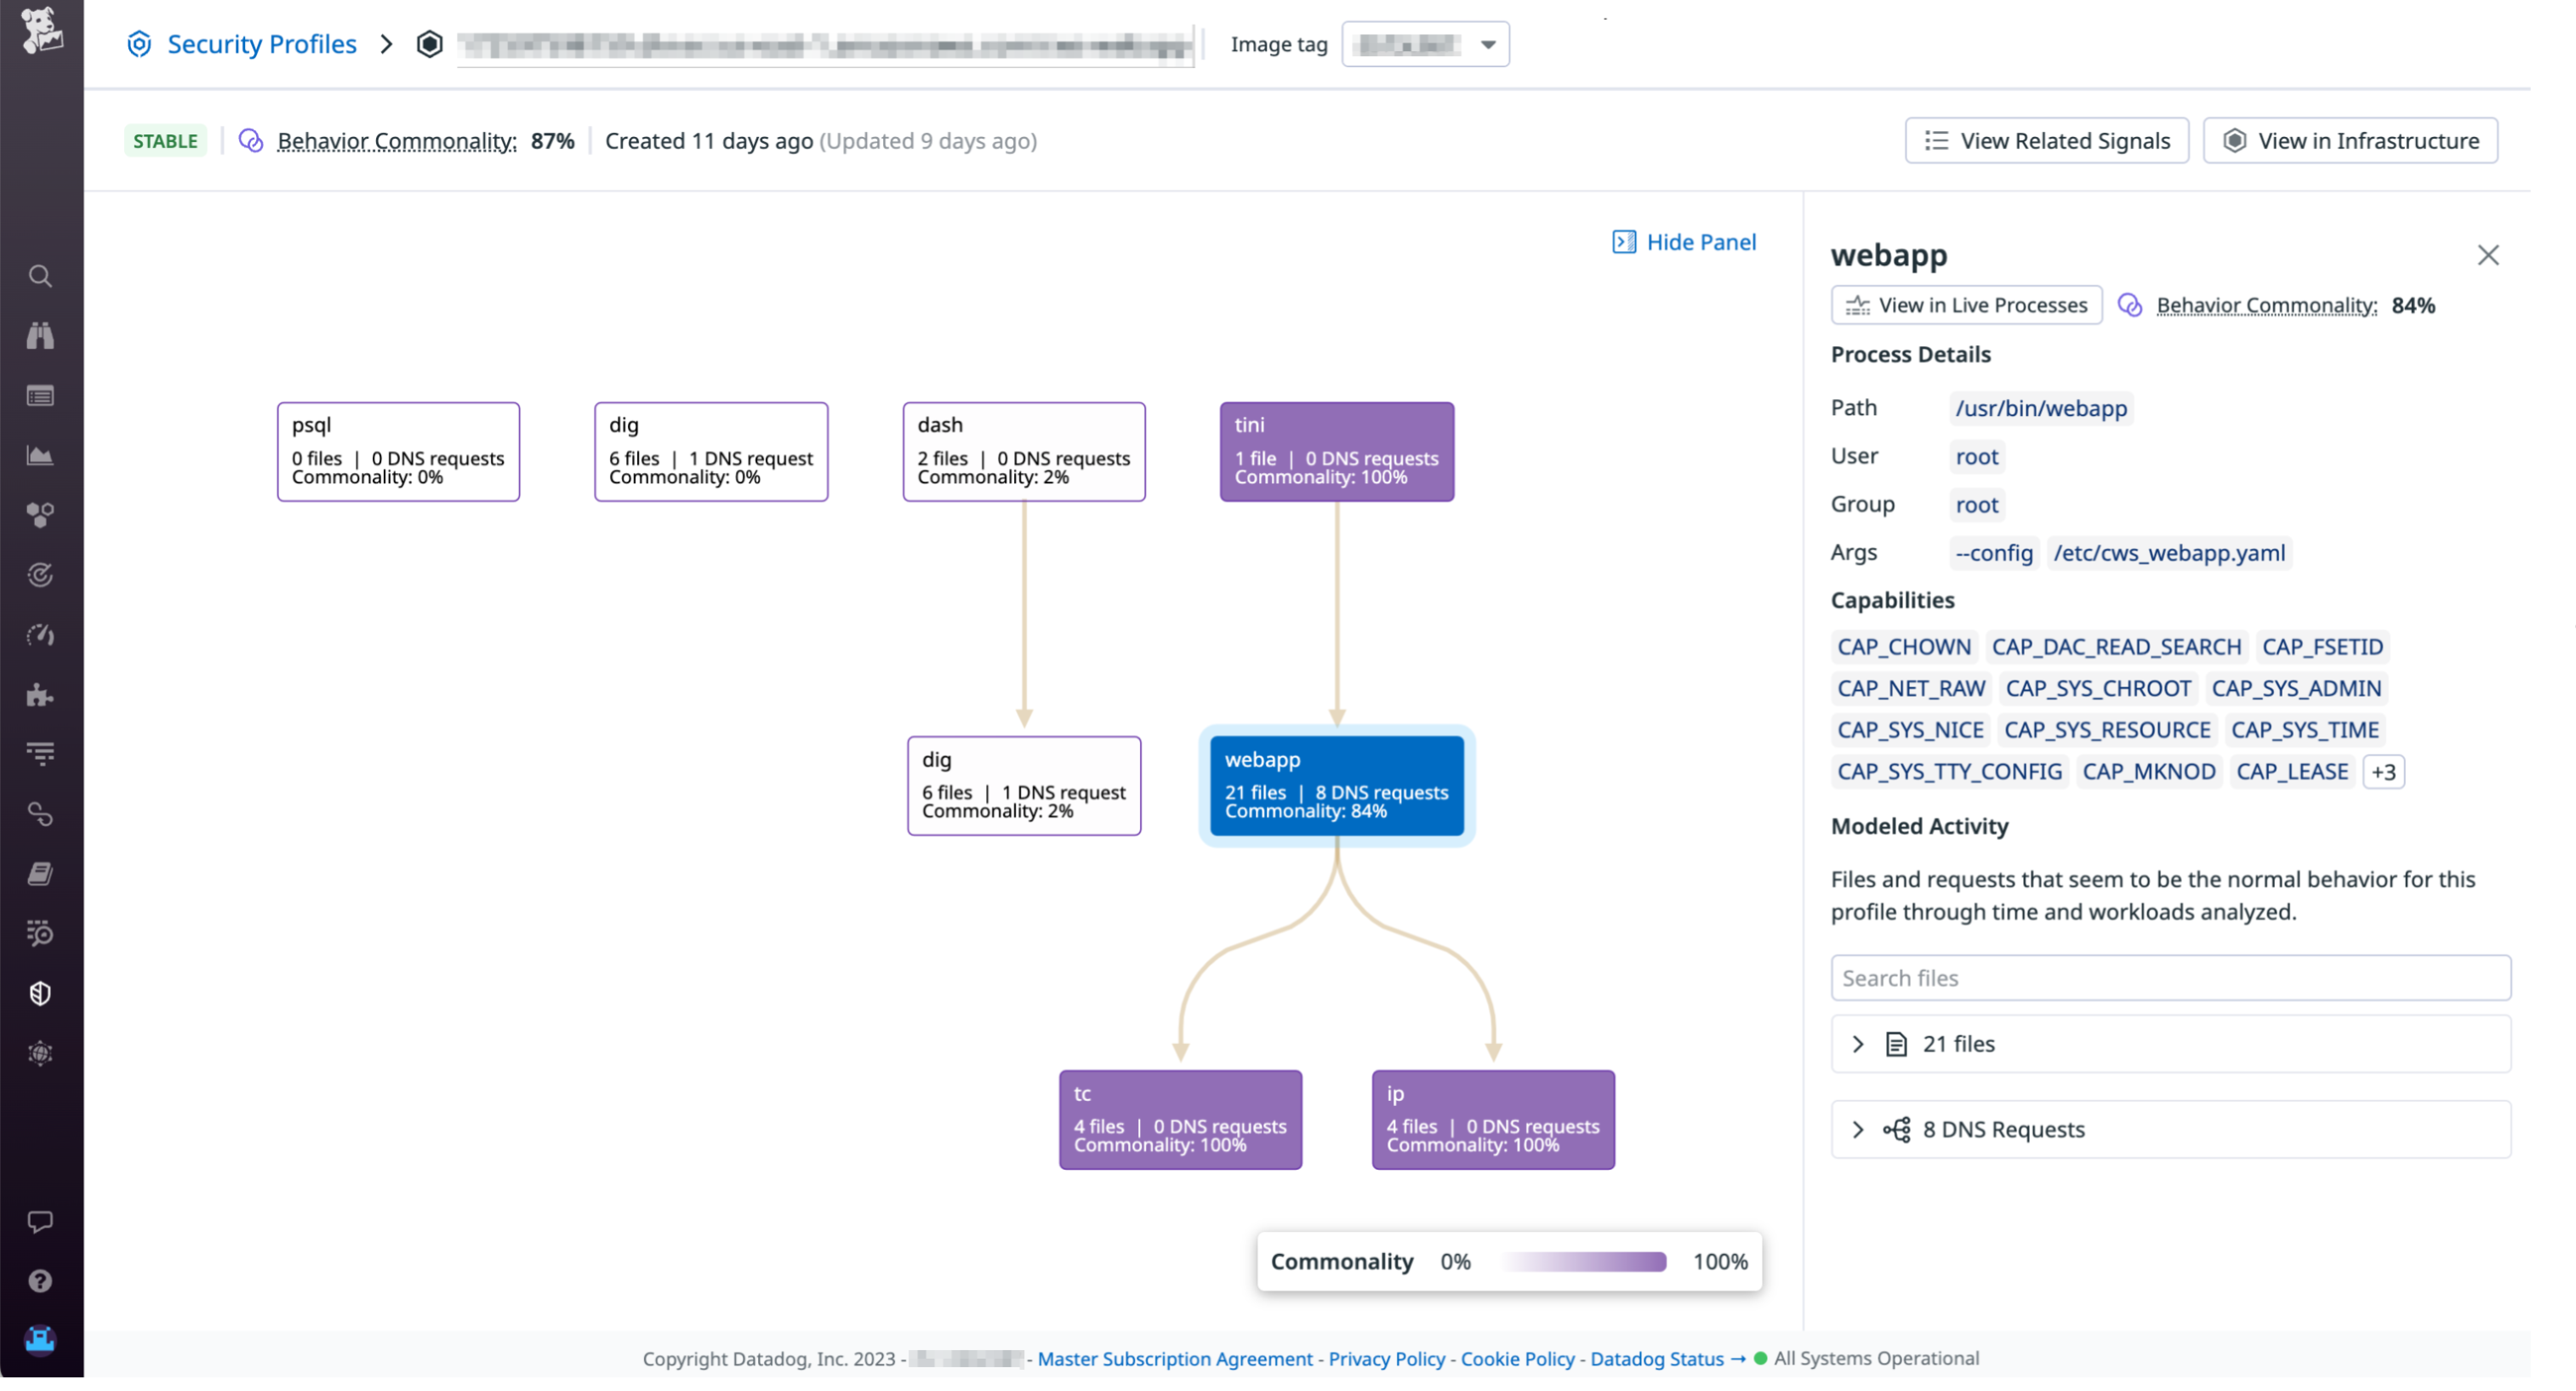 Security Profiles > Image tag
STABLE Behavior Commonality: 87% Created 11 days ago (Updated 9 days ago) View Related Signals View in Infrastructure
Hide Panel
psql
0 files | 0 DNS requests
Commonality: 0%
dig
6 files | 1 DNS request
Commonality: 0%
dash
2 files | 0 DNS requests
Commonality: 2%
tini
1 file | 0 DNS requests
Commonality: 100%
dig
6 files | 1 DNS request
Commonality: 2%
webapp
21 files | 8 DNS requests
Commonality: 84%
tc
4 files | 0 DNS requests
Commonality: 100%
ip
4 files | 0 DNS requests
Commonality: 100%
Commonality 0% 100%
webapp
View in Live Processes Behavior Commonality: 84%
Process Details
Path /usr/bin/webapp
User root
Group root
Args --config /etc/cws_webapp.yaml
Capabilities
CAP_CHOWN CAP_DAC_READ_SEARCH CAP_FSETID
CAP_NET_RAW CAP_SYS_CHROOT CAP_SYS_ADMIN
CAP_SYS_NICE CAP_SYS_RESOURCE CAP_SYS_TIME
CAP_SYS_TTY_CONFIG CAP_MKNOD CAP_LEASE +3
Modeled Activity
Files and requests that seem to be the normal behavior for this
profile through time and workloads analyzed.
Search files
21 files
8 DNS Requests
Copyright Datadog, Inc. 2023 - - Master Subscription Agreement - Privacy Policy - Cookie Policy - Datadog Status → All Systems Operational